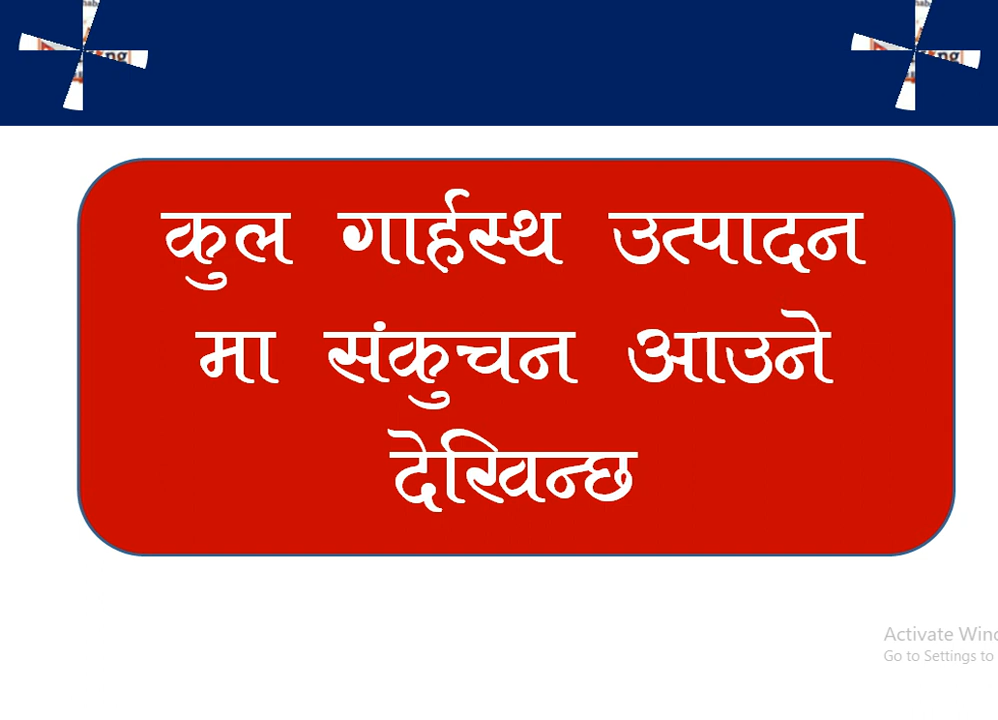 कुल गार्हस्थ उत्पादन
मा संकुचन आउने
देखिन्छ
Activate Wind
Go to Settings to